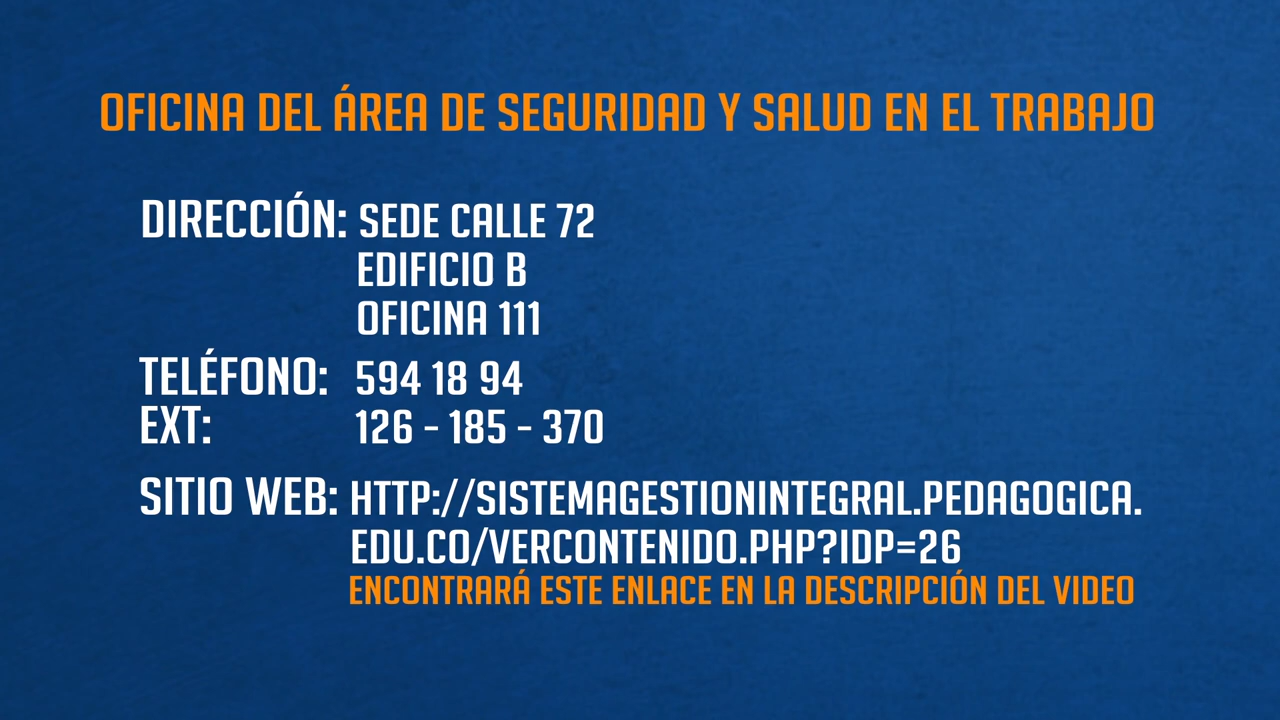 OFICINA DEL ÁREA DE SEGURIDAD Y SALUD EN EL TRABAJO
DIRECCIÓN: SEDE CALLE 72
EDIFICIO B
OFICINA 111
TELÉFONO: 594 18 94
EXT: 126 - 185 - 370
SITIO WEB: HTTP://SISTEMAGESTIONINTEGRAL.PEDAGOGICA.
EDU.CO/VERCONTENIDO.PHP?IDP=26
ENCONTRARÁ ESTE ENLACE EN LA DESCRIPCIÓN DEL VIDEO